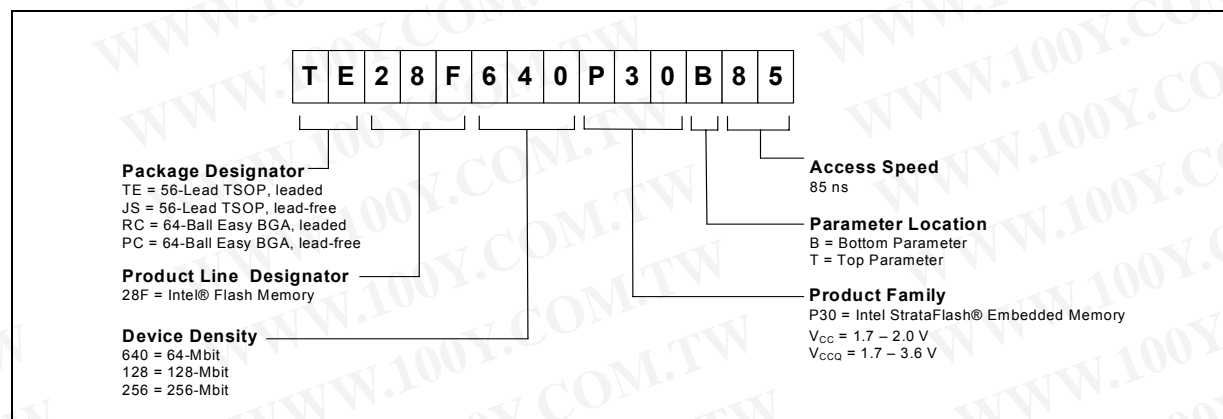 T E 2 8 F 6 4 0 P 3 0 B 8 5
Package Designator
TE = 56-Lead TSOP, leaded
JS = 56-Lead TSOP, lead-free
RC = 64-Ball Easy BGA, leaded
PC = 64-Ball Easy BGA, lead-free
Product Line Designator
28F = Intel® Flash Memory
Device Density
640 = 64-Mbit
128 = 128-Mbit
256 = 256-Mbit
Access Speed
85 ns
Parameter Location
B = Bottom Parameter
T = Top Parameter
Product Family
P30 = Intel StrataFlash® Embedded Memory
VCC = 1.7 – 2.0 V
VCCQ = 1.7 – 3.6 V
WWW.100Y.COM.TW